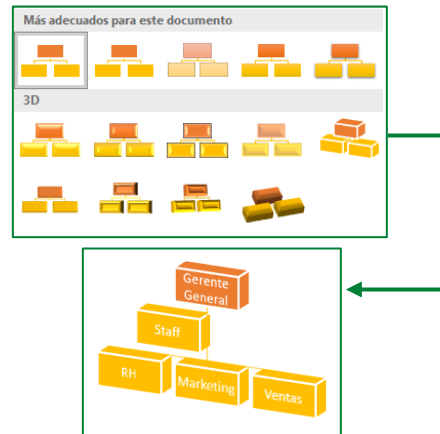 Más adecuados para este documento
3D
Gerente
General
Staff
RH
Marketing
Ventas